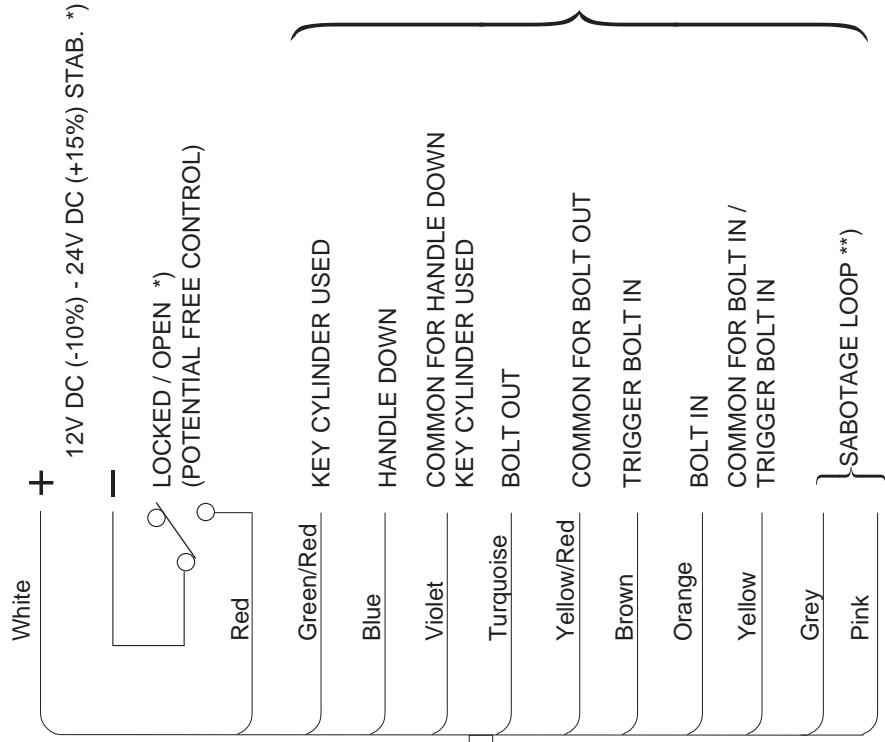 White
+
12V DC (-10%) - 24V DC (+15%) STAB. *)
−
LOCKED / OPEN *)
(POTENTIAL FREE CONTROL)
Red
Green/Red
KEY CYLINDER USED
Blue
HANDLE DOWN
Violet
COMMON FOR HANDLE DOWN
KEY CYLINDER USED
Turquoise
BOLT OUT
Yellow/Red
COMMON FOR BOLT OUT
Brown
TRIGGER BOLT IN
Orange
BOLT IN
Yellow
COMMON FOR BOLT IN /
TRIGGER BOLT IN
Grey
Pink
SABOTAGE LOOP **)